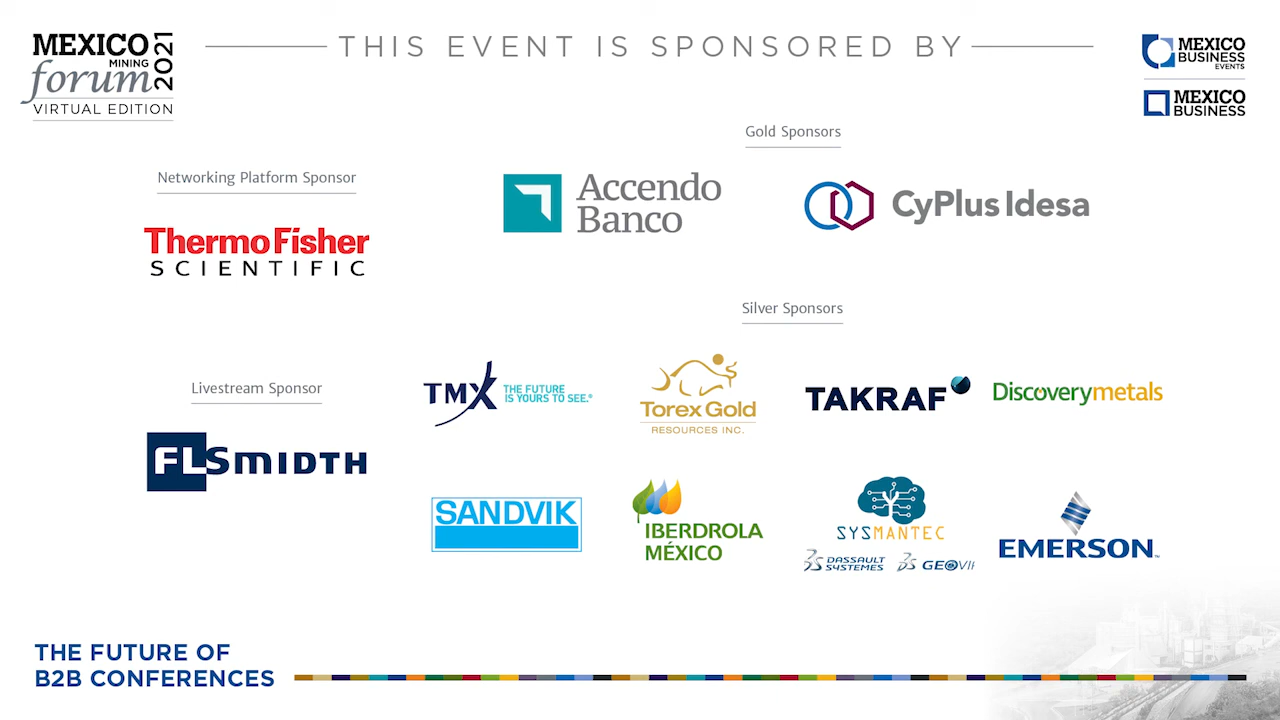 MEXICO
MINING
forum
2021
VIRTUAL EDITION
THIS EVENT IS SPONSORED BY
MEXICO
BUSINESS
EVENTS
MEXICO
BUSINESS
Gold Sponsors
Networking Platform Sponsor
Accendo
Banco
CyPlus Idesa
ThermoFisher
SCIENTIFIC
Silver Sponsors
Livestream Sponsor
TMX THE FUTURE
IS YOURS TO SEE.®
Torex Gold
RESOURCES INC.
TAKRAF
Discoverymetals
FLSMIDTH
SANDVIK
IBERDROLA
MÉXICO
SYSMANTEC
DASSAULT
SYSTEMES
GEOVI
EMERSON™
THE FUTURE OF
B2B CONFERENCES